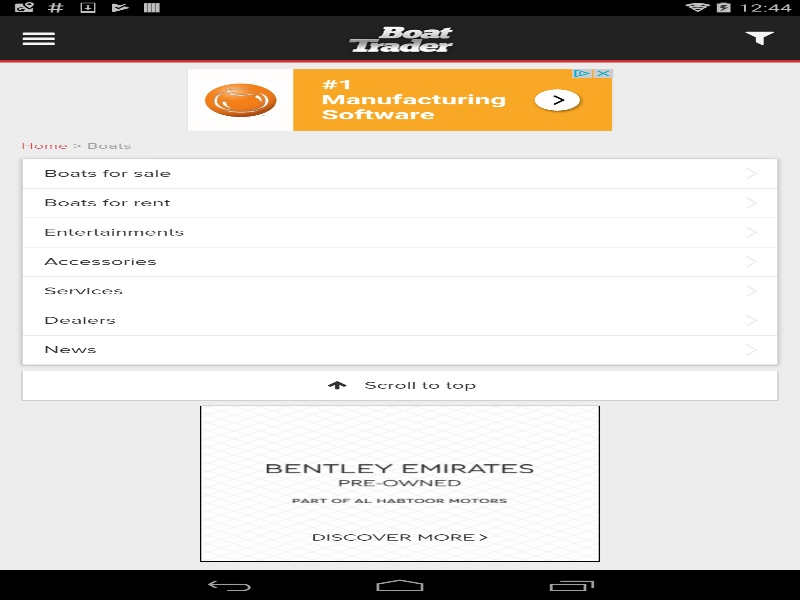 12:44
Boat
Trader
#1
Manufacturing
Software
Home > Boats
Boats for sale
Boats for rent
Entertainments
Accessories
Services
Dealers
News
Scroll to top
BENTLEY EMIRATES
PRE-OWNED
PART OF AL HABTOOR MOTORS
DISCOVER MORE >